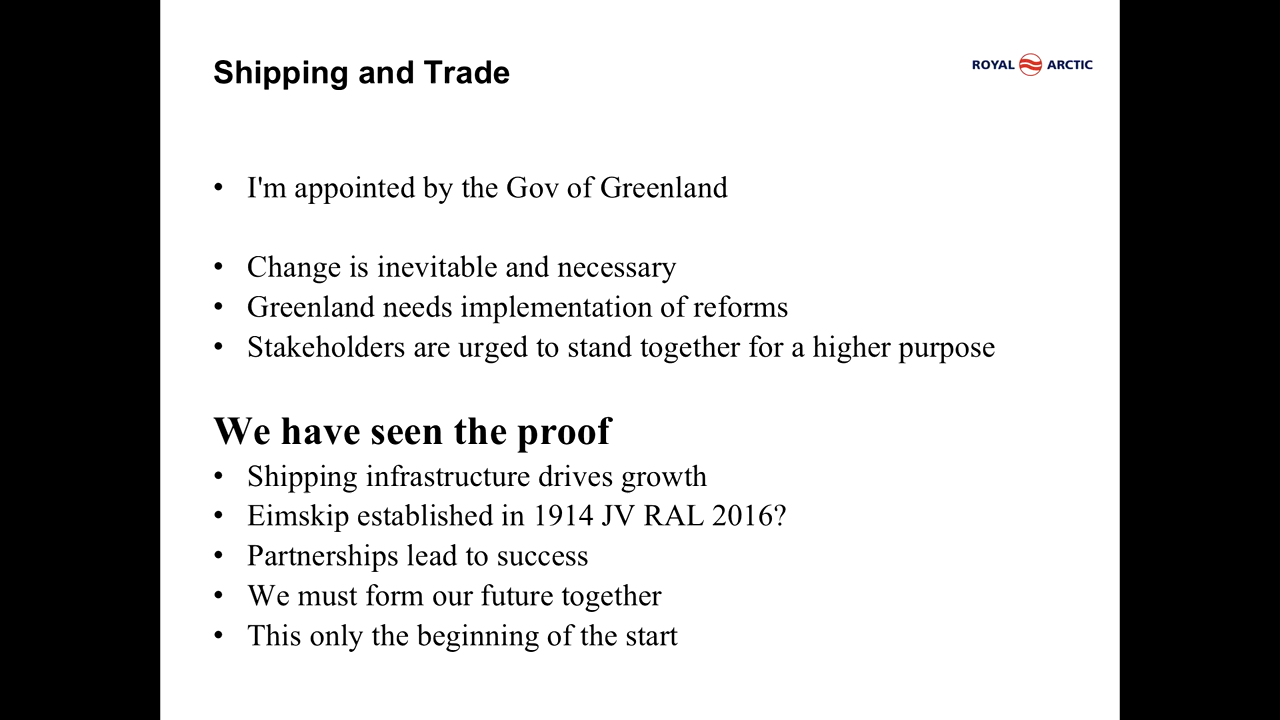 Shipping and Trade
ROYAL ARCTIC
• I'm appointed by the Gov of Greenland
• Change is inevitable and necessary
• Greenland needs implementation of reforms
• Stakeholders are urged to stand together for a higher purpose
We have seen the proof
• Shipping infrastructure drives growth
• Eimskip established in 1914 JV RAL 2016?
• Partnerships lead to success
• We must form our future together
• This only the beginning of the start